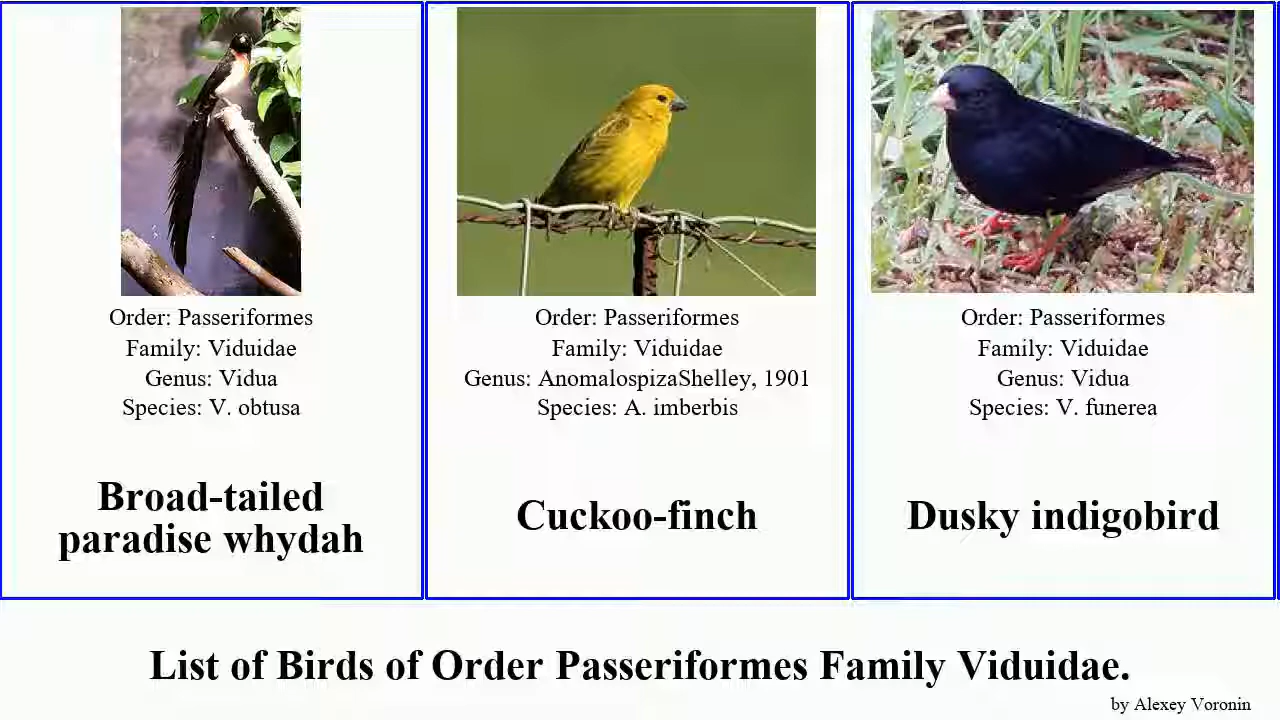 Order: Passeriformes
Family: Viduidae
Genus: Vidua
Species: V. obtusa
Broad-tailed
paradise whydah
Order: Passeriformes
Family: Viduidae
Genus: AnomalospizaShelley, 1901
Species: A. imberbis
Cuckoo-finch
Order: Passeriformes
Family: Viduidae
Genus: Vidua
Species: V. funerea
Dusky indigobird
List of Birds of Order Passeriformes Family Viduidae.
by Alexey Voronin